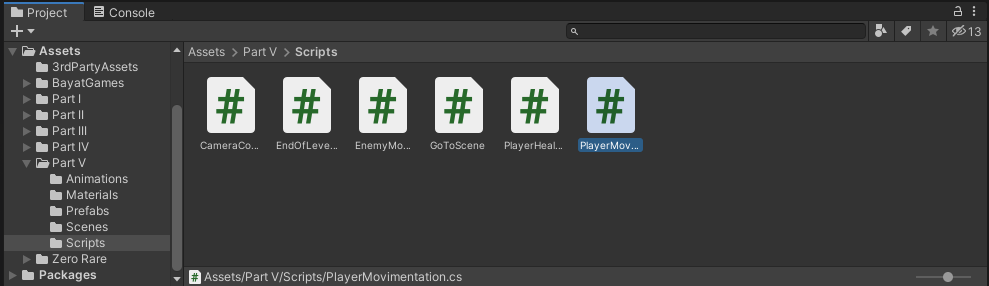 Project Console
13
Assets
3rdPartyAssets
BayatGames
Part I
Part II
Part III
Part IV
Part V
Animations
Materials
Prefabs
Scenes
Scripts
Zero Rare
Packages
Assets > Part V > Scripts
# # # # # #
CameraCo... EndOfLeve... EnemyMo... GoToScene PlayerHeal... PlayerMov...
# Assets/Part V/Scripts/PlayerMovimentation.cs